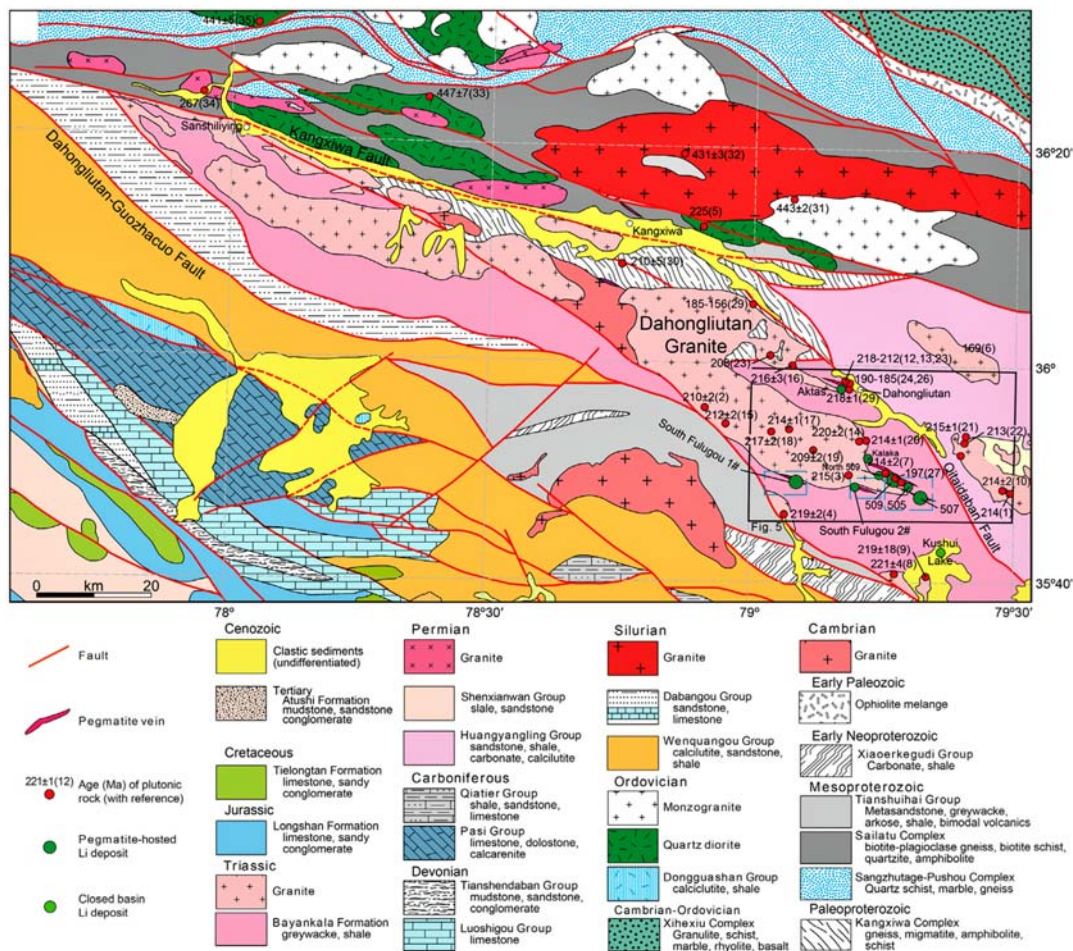 441±5(35)
447±7(33)
267(34)
Sanshiliying
Kangxiwa Fault
431±3(32)
36°20'
225(5)
443±2(31)
Kangxiwa
210±5(30)
Dahongliutan-Guozhacuo Fault
185-156(29)
Dahongliutan
Granite
169(6)
218-212(12,13,23)
209(23)
36°
216±3(16)
190-185(24,26)
Aktas
Dahongliutan
218±1(29)
210±2(2)
212±2(15)
214±1(17)
220±2(14)
214±1(26)
215±1(21)
213(22)
217±2(18)
Kalaka
South Fulugou 1#
209±2(19)
214±2(7)
North 509
197(27)
215(3)
214±2(10)
214(1)
509
505
507
Qitaidaban Fault
219±2(4)
Fig. 5
South Fulugou 2#
Kushui
Lake
219±18(9)
221±4(8)
35°40'
0
km
20
78°
78°30'
79°
79°30'
Fault
Pegmatite vein
221±1(12)
Age (Ma) of plutonic
rock (with reference)
Pegmatite-hosted
Li deposit
Closed basin
Li deposit
Cenozoic
Clastic sediments
(undifferentiated)
Tertiary
Atushi Formation
mudstone, sandstone
conglomerate
Cretaceous
Tielongtan Formation
limestone, sandy
conglomerate
Jurassic
Longshan Formation
limestone, sandy
conglomerate
Triassic
Granite
Bayankala Formation
greywacke, shale
Permian
Granite
Shenxianwan Group
slale, sandstone
Huangyangling Group
sandstone, shale,
carbonate, calcilutite
Carboniferous
Qiatier Group
shale, sandstone,
limestone
Pasi Group
limestone, dolostone,
calcarenite
Devonian
Tianshendaban Group
mudstone, sandstone,
conglomerate
Luoshigou Group
limestone
Silurian
Granite
Dabangou Group
sandstone,
limestone
Wenquangou Group
calcilutite, sandstone,
shale
Ordovician
Monzogranite
Quartz diorite
Dongguashan Group
calciclutite, shale
Cambrian-Ordovician
Xihexiu Complex
Granulite, schist,
marble, rhyolite, basalt
Cambrian
Granite
Early Paleozoic
Ophiolite melange
Early Neoproterozoic
Xiaoerkegudi Group
Carbonate, shale
Mesoproterozoic
Tianshuihai Group
Metasandstone, greywacke,
arkose, shale, bimodal volcanics
Sailatu Complex
biotite-plagioclase gneiss, biotite schist,
quartzite, amphibolite
Sangzhutage-Pushou Complex
Quartz schist, marble, gneiss
Paleoproterozoic
Kangxiwa Complex
gneiss, migmatite, amphibolite,
schist